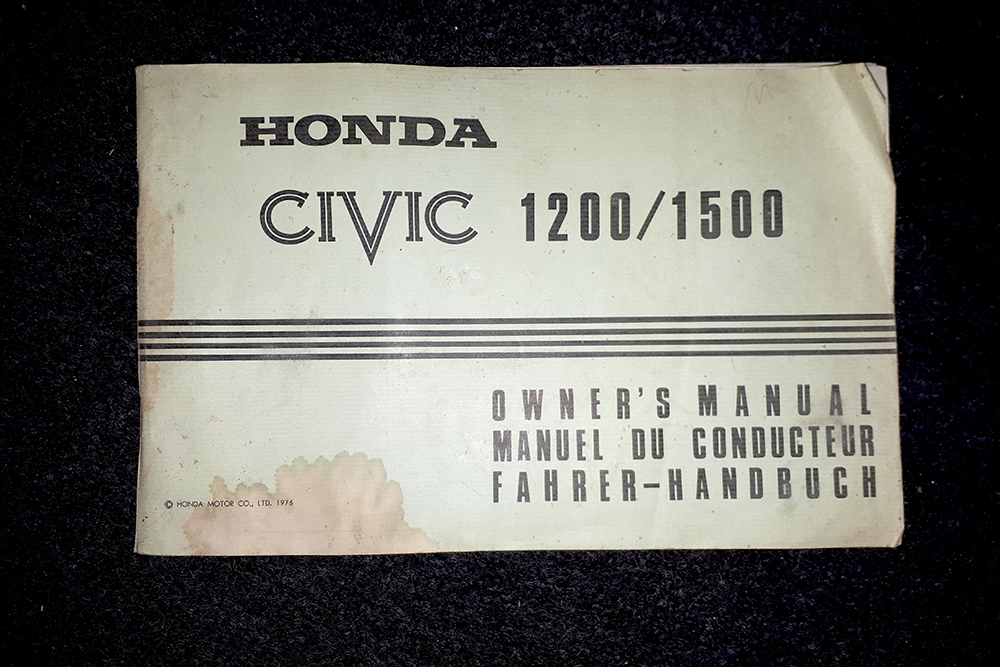 HONDA
CIVIC 1200/1500
OWNER'S MANUAL
MANUEL DU CONDUCTEUR
FAHRER-HANDBUCH
© HONDA MOTOR CO., LTD. 1976